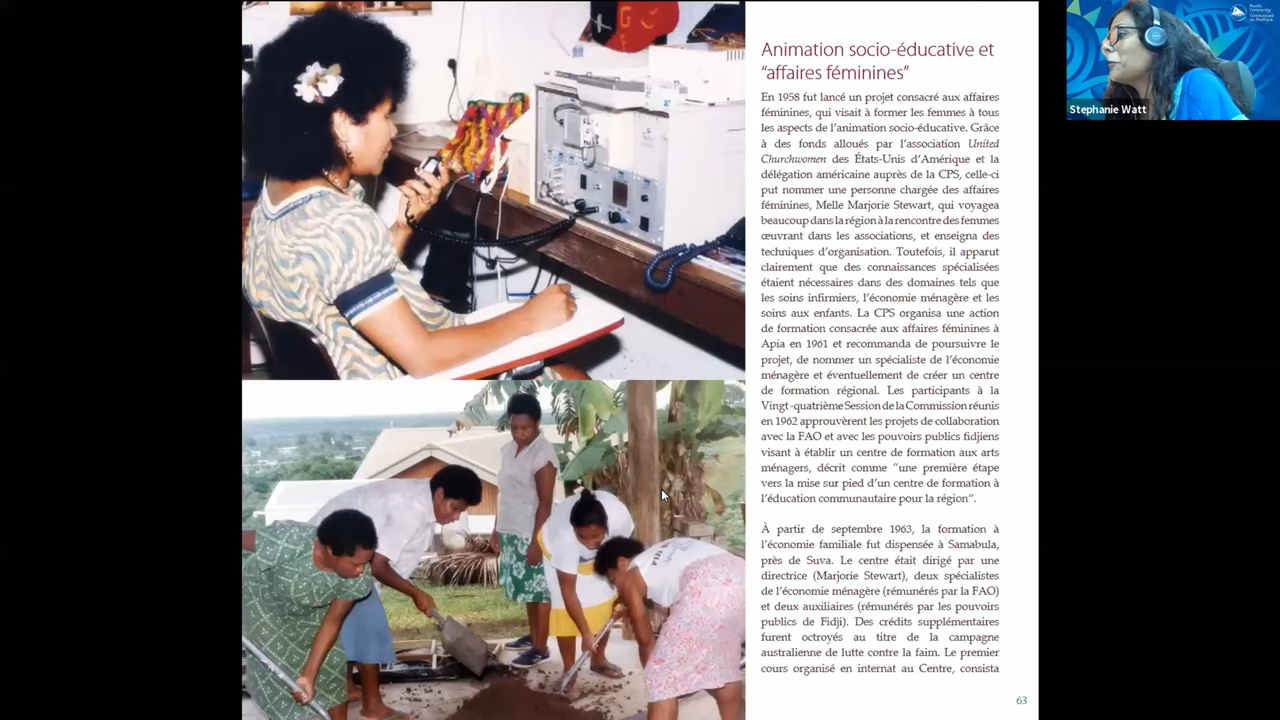 Animation socio-éducative et
“affaires féminines”
En 1958 fut lancé un projet consacré aux affaires
féminines, qui visait à former les femmes à tous
les aspects de l’animation socio-éducative. Grâce
à des fonds alloués par l’association United
Churchwomen des États-Unis d’Amérique et la
délégation américaine auprès de la CPS, celle-ci
put nommer une personne chargée des affaires
féminines, Melle Marjorie Stewart, qui voyagea
beaucoup dans la région à la rencontre des femmes
œuvrant dans les associations, et enseigna des
techniques d’organisation. Toutefois, il apparut
clairement que des connaissances spécialisées
étaient nécessaires dans des domaines tels que
les soins infirmiers, l’économie ménagère et les
soins aux enfants. La CPS organisa une action
de formation consacrée aux affaires féminines à
Apia en 1961 et recommanda de poursuivre le
projet, de nommer un spécialiste de l’économie
ménagère et éventuellement de créer un centre
de formation régional. Les participants à la
Vingt-quatrième Session de la Commission réunis
en 1962 approuvèrent les projets de collaboration
avec la FAO et avec les pouvoirs publics fidjiens
visant à établir un centre de formation aux arts
ménagers, décrit comme “une première étape
vers la mise sur pied d’un centre de formation à
l’éducation communautaire pour la région”.
À partir de septembre 1963, la formation à
l’économie familiale fut dispensée à Samabula,
près de Suva. Le centre était dirigé par une
directrice (Marjorie Stewart), deux spécialistes
de l’économie ménagère (rémunérés par la FAO)
et deux auxiliaires (rémunérés par les pouvoirs
publics de Fidji). Des crédits supplémentaires
furent octroyés au titre de la campagne
australienne de lutte contre la faim. Le premier
cours organisé en internat au Centre, consista
63
Pacific
Community
Communauté
du Pacifique
Stephanie Watt